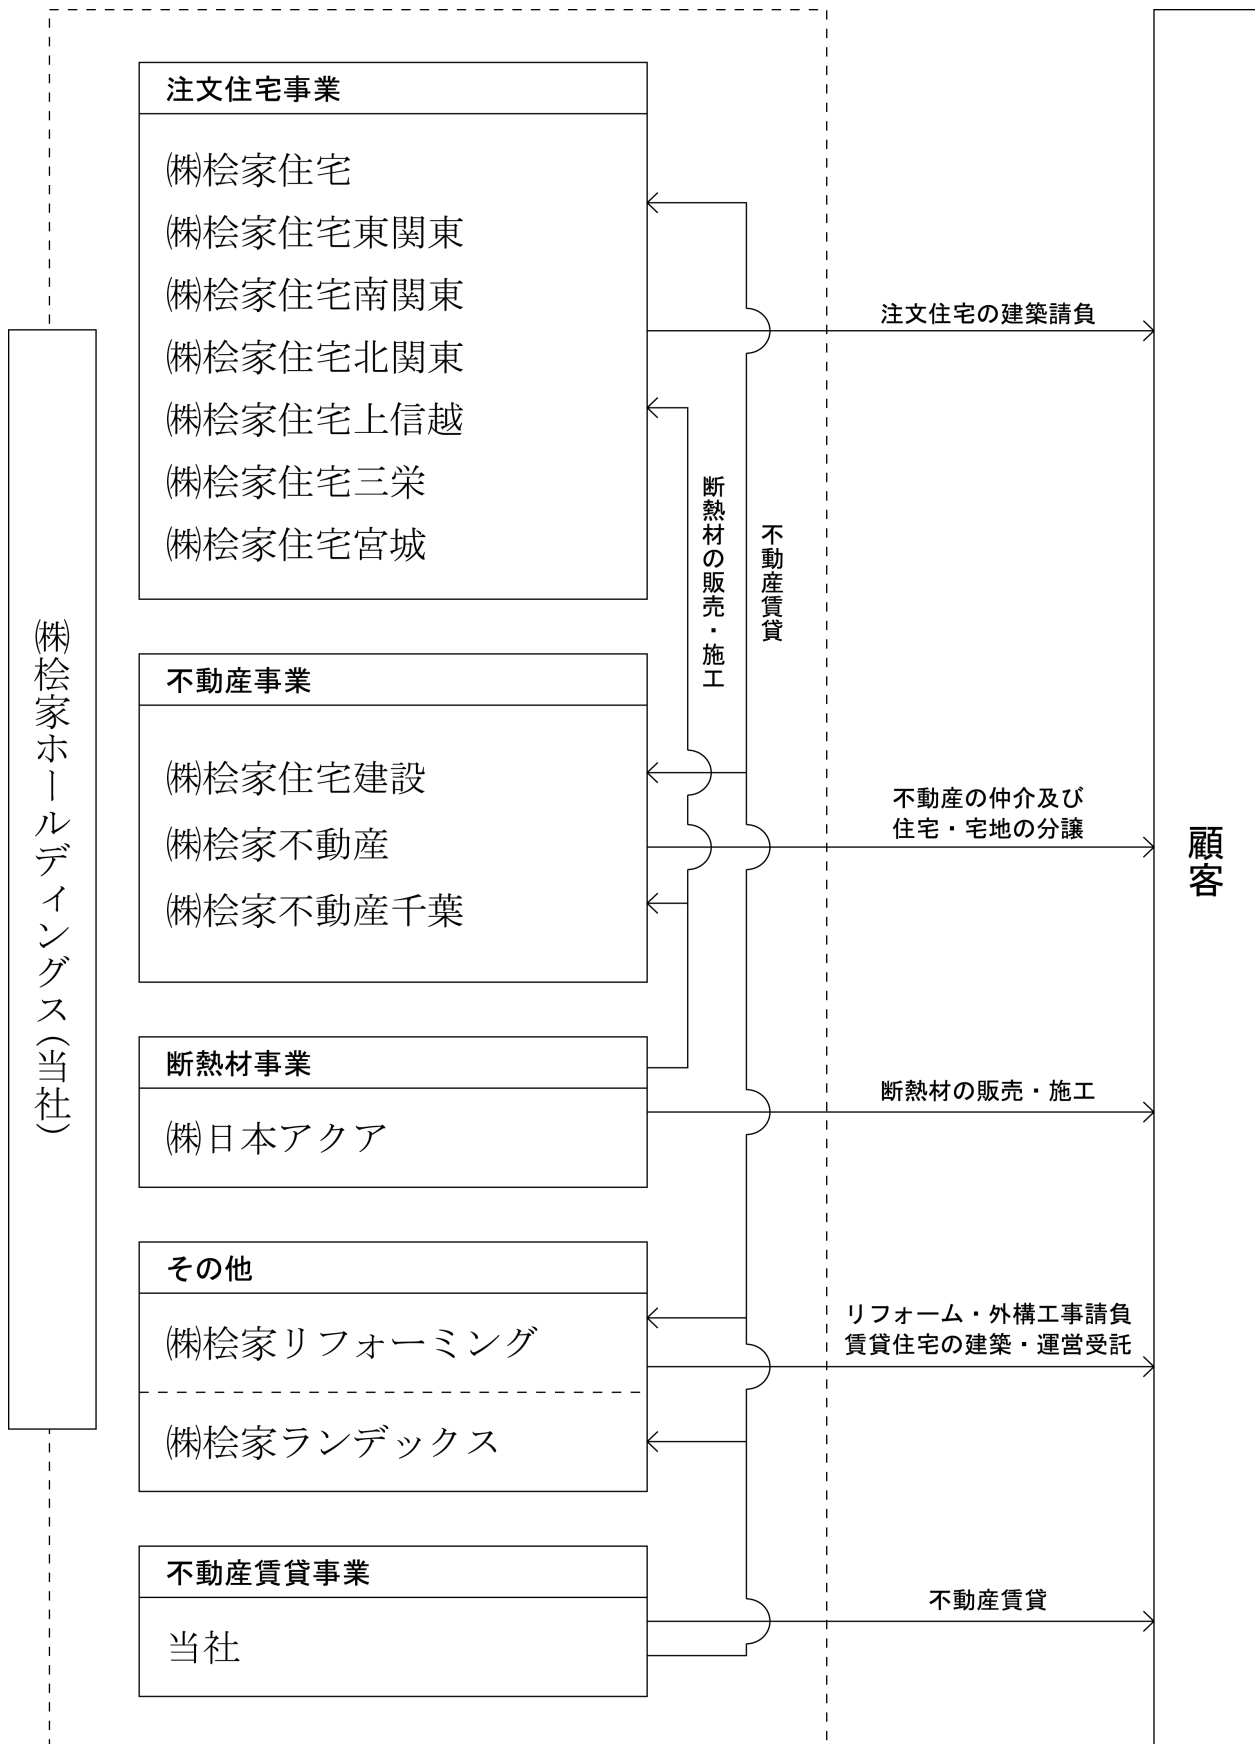 注文住宅事業
㈱桧家住宅
㈱桧家住宅東関東
㈱桧家住宅南関東
㈱桧家住宅北関東
㈱桧家住宅上信越
㈱桧家住宅三栄
㈱桧家住宅宮城
不動産事業
㈱桧家住宅建設
㈱桧家不動産
㈱桧家不動産千葉
断熱材事業
㈱日本アクア
その他
㈱桧家リフォーミング
㈱桧家ランデックス
不動産賃貸事業
当社
㈱桧家ホールディングス(当社)
断熱材の販売・施工
不動産賃貸
注文住宅の建築請負
不動産の仲介及び
住宅・宅地の分譲
断熱材の販売・施工
リフォーム・外構工事請負
賃貸住宅の建築・運営受託
不動産賃貸
顧客